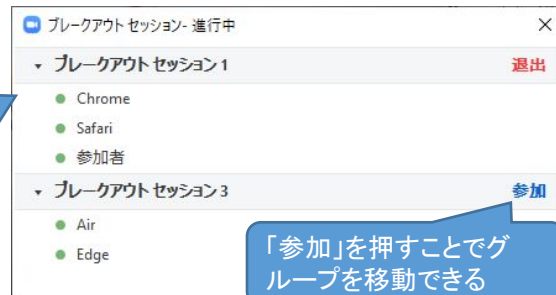 ブレークアウト セッション- 進行中
ブレークアウト セッション 1 退出
Chrome
Safari
参加者
ブレークアウト セッション 3 参加
Air
Edge
「参加」を押すことでグ
ループを移動できる